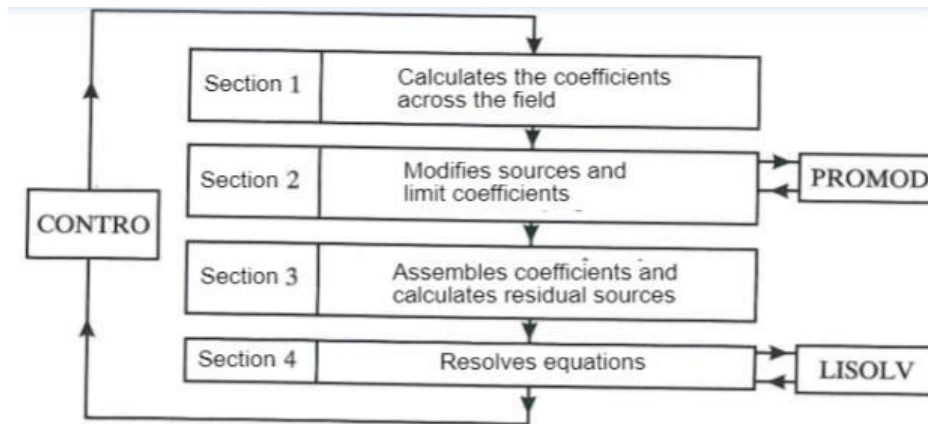 Section 1
Calculates the coefficients
across the field
Section 2
Modifies sources and
limit coefficients
PROMOD
CONTRO
Section 3
Assembles coefficients and
calculates residual sources
Section 4
Resolves equations
LISOLV